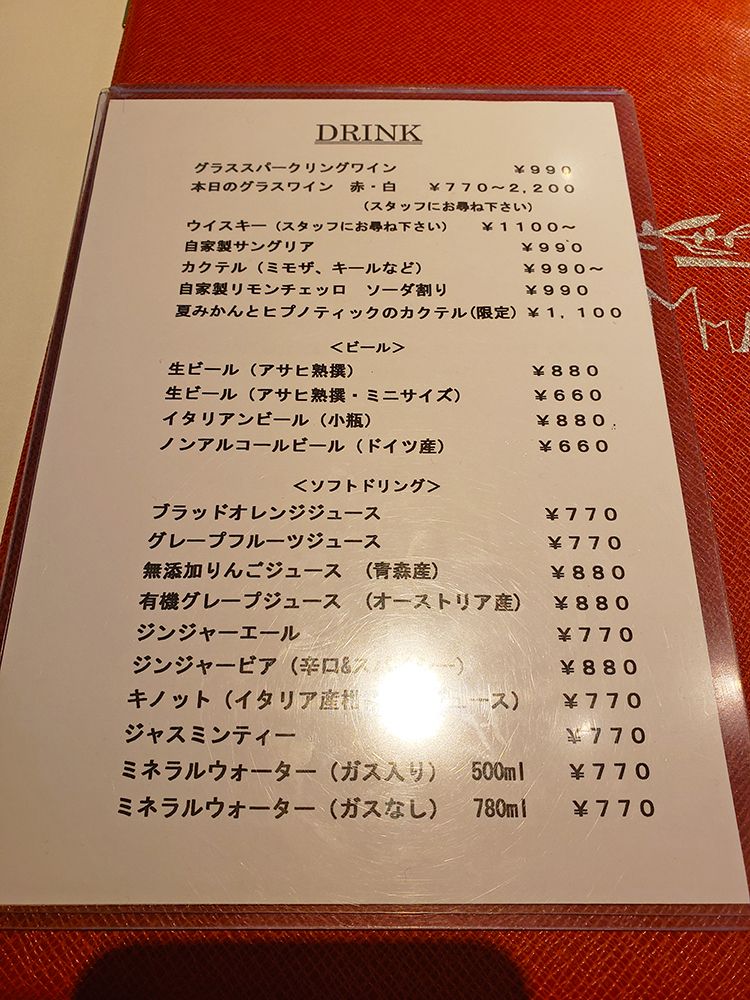 DRINK
グラススパークリングワイン ￥９９０
本日のグラスワイン 赤・白 ￥７７０～２,２００
(スタッフにお尋ね下さい)
ウイスキー（スタッフにお尋ね下さい） ￥１１００～
自家製サングリア ￥９９０
カクテル（ミモザ、キールなど） ￥９９０～
自家製リモンチェッロ ソーダ割り ￥９９０
夏みかんとヒプノティックのカクテル(限定) ￥１，１００
＜ビール＞
生ビール（アサヒ熟撰） ￥８８０
生ビール（アサヒ熟撰・ミニサイズ） ￥６６０
イタリアンビール（小瓶） ￥８８０
ノンアルコールビール（ドイツ産） ￥６６０
＜ソフトドリング＞
ブラッドオレンジジュース ￥７７０
グレープフルーツジュース ￥７７０
無添加りんごジュース （青森産） ￥８８０
有機グレープジュース （オーストリア産） ￥８８０
ジンジャーエール ￥７７０
ジンジャービア（辛口& ￥８８０
キノット（イタリア産柑 ュース） ￥７７０
ジャスミンティー ￥７７０
ミネラルウォーター（ガス入り） 500ml ￥７７０
ミネラルウォーター（ガスなし） 780ml ￥７７０